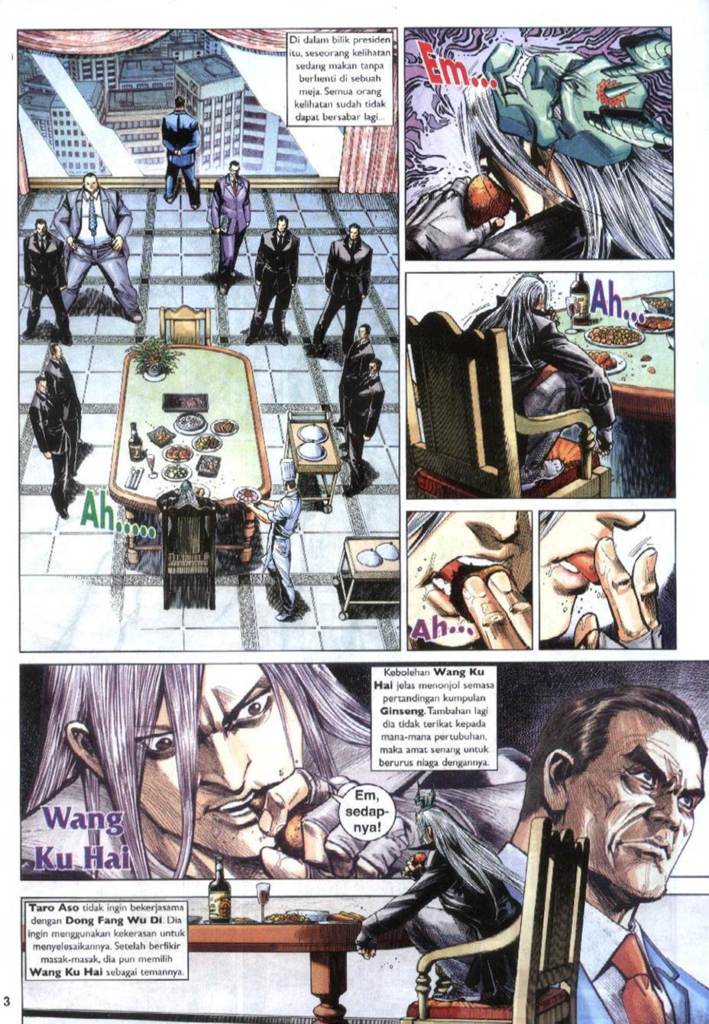 Di dalam bilik presiden
itu, seseorang kelihatan
sedang makan tanpa
berhenti di sebuah
meja. Semua orang
kelihatan sudah tidak
dapat bersabar lagi...
Em...
Ah.....
Ah...
Ah...
Kebolehan Wang Ku
Hai jelas menonjol semasa
pertandingan kumpulan
Ginseng. Tambahan lagi
dia tidak terikat kepada
mana-mana pertubuhan,
maka amat senang untuk
berurus niaga dengannya.
Wang
Ku Hai
Em,
sedap-
nya!
Taro Aso tidak ingin bekerjasama
dengan Dong Fang Wu Di. Dia
ingin menggunakan kekerasan untuk
menyelesaikannya. Setelah berfikir
masak-masak, dia pun memilih
Wang Ku Hai sebagai temannya.
3